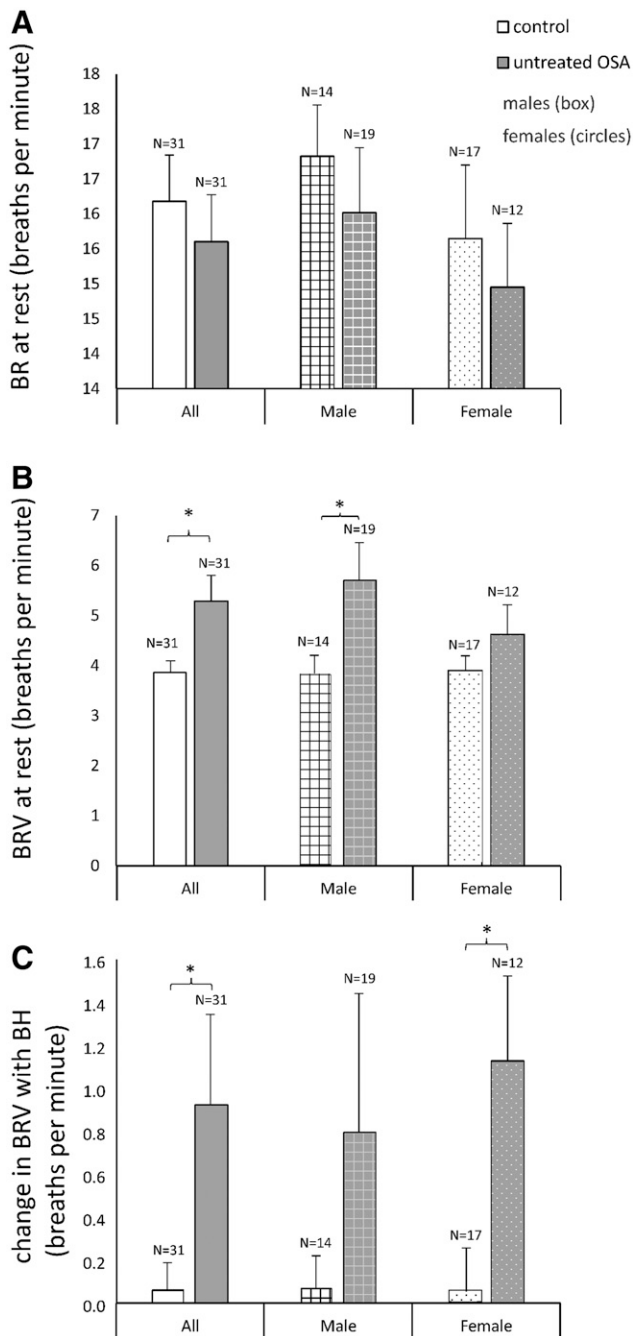 A
control
untreated OSA
males (box)
females (circles)
BR at rest (breaths per minute)
18
18
17
17
16
16
15
15
14
14
N=31
N=31
N=14
N=19
N=17
N=12
All
Male
Female
B
BRV at rest (breaths per minute)
7
6
5
4
3
2
1
0
*
*
N=31
N=31
N=14
N=19
N=17
N=12
All
Male
Female
C
change in BRV with BH
(breaths per minute)
1.6
1.4
1.2
1.0
0.8
0.6
0.4
0.2
0.0
*
*
N=31
N=31
N=14
N=19
N=17
N=12
All
Male
Female